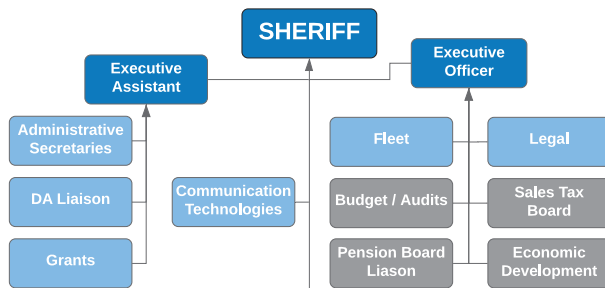 SHERIFF
Executive
Assistant
Executive
Officer
Administrative
Secretaries
Fleet
Legal
DA Liaison
Communication
Technologies
Budget / Audits
Sales Tax
Board
Grants
Pension Board
Liason
Economic
Development